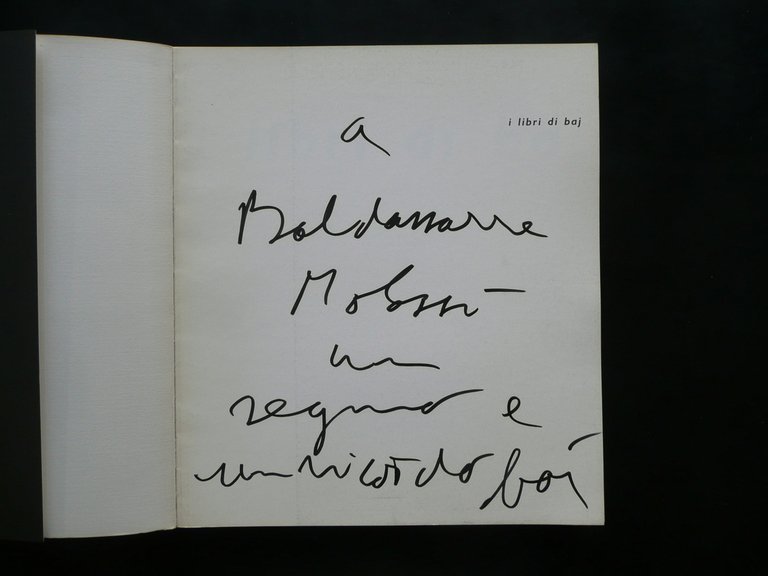 i libri di baj
a
Baldassarre
Molossi
un
segno e
un ricordo baj